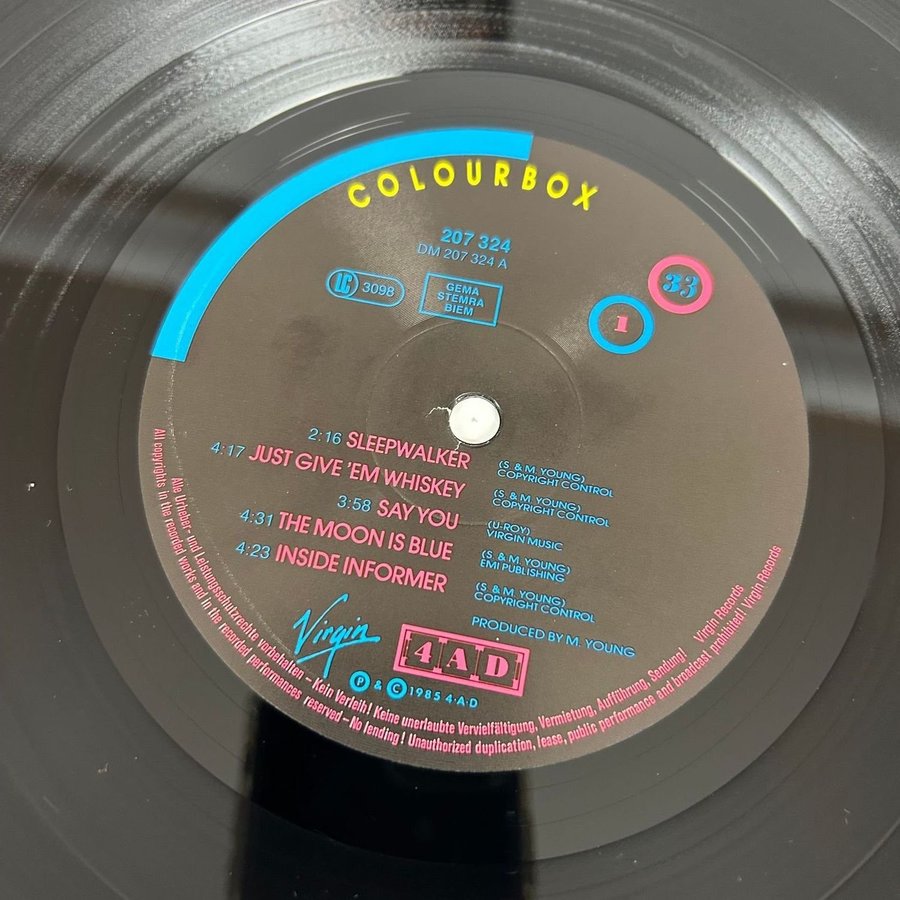 COLOURBOX
207 324
DM 207 324 A
LC 3098
GEMA
STEMRA
BIEM
33
1
2:16 SLEEPWALKER (S. & M. YOUNG) COPYRIGHT CONTROL
4:17 JUST GIVE 'EM WHISKEY (S. & M. YOUNG) COPYRIGHT CONTROL
3:58 SAY YOU (U-ROY) VIRGIN MUSIC
4:31 THE MOON IS BLUE (S. & M. YOUNG) EMI PUBLISHING
4:23 INSIDE INFORMER (S. & M. YOUNG) COPYRIGHT CONTROL
PRODUCED BY M. YOUNG
Virgin
4AD
Ⓟ & © 1985 4·A·D
Alle Urheber- und Leistungsschutzrechte vorbehalten – Kein Verleih! Keine unerlaubte Vervielfältigung, Vermietung, Aufführung, Sendung! Virgin Records
All copyrights in the recorded works and in the recorded performances reserved – No lending! Unauthorized duplication, lease, public performance and broadcast prohibited! Virgin Records